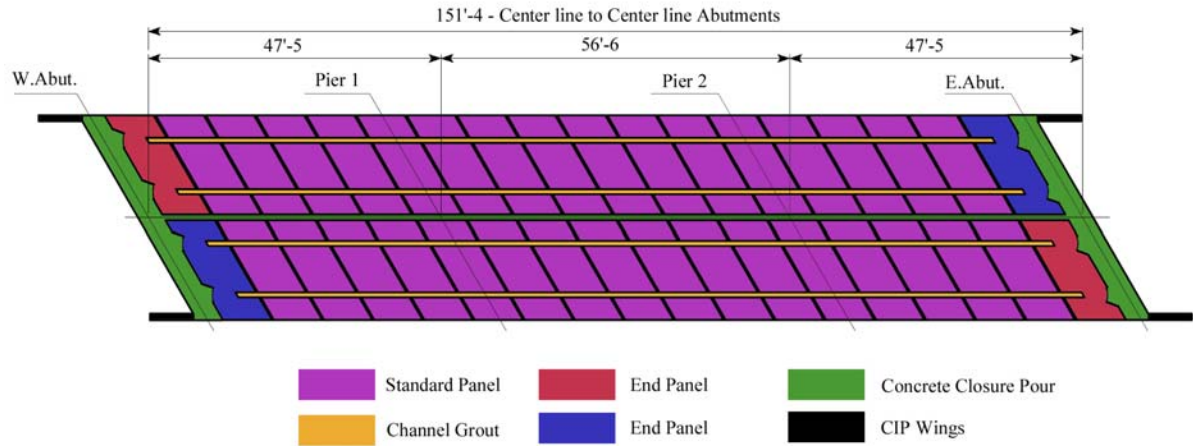 151'-4 - Center line to Center line Abutments
47'-5 56'-6 47'-5
W.Abut. Pier 1 Pier 2 E.Abut.
Standard Panel End Panel Concrete Closure Pour
Channel Grout End Panel CIP Wings